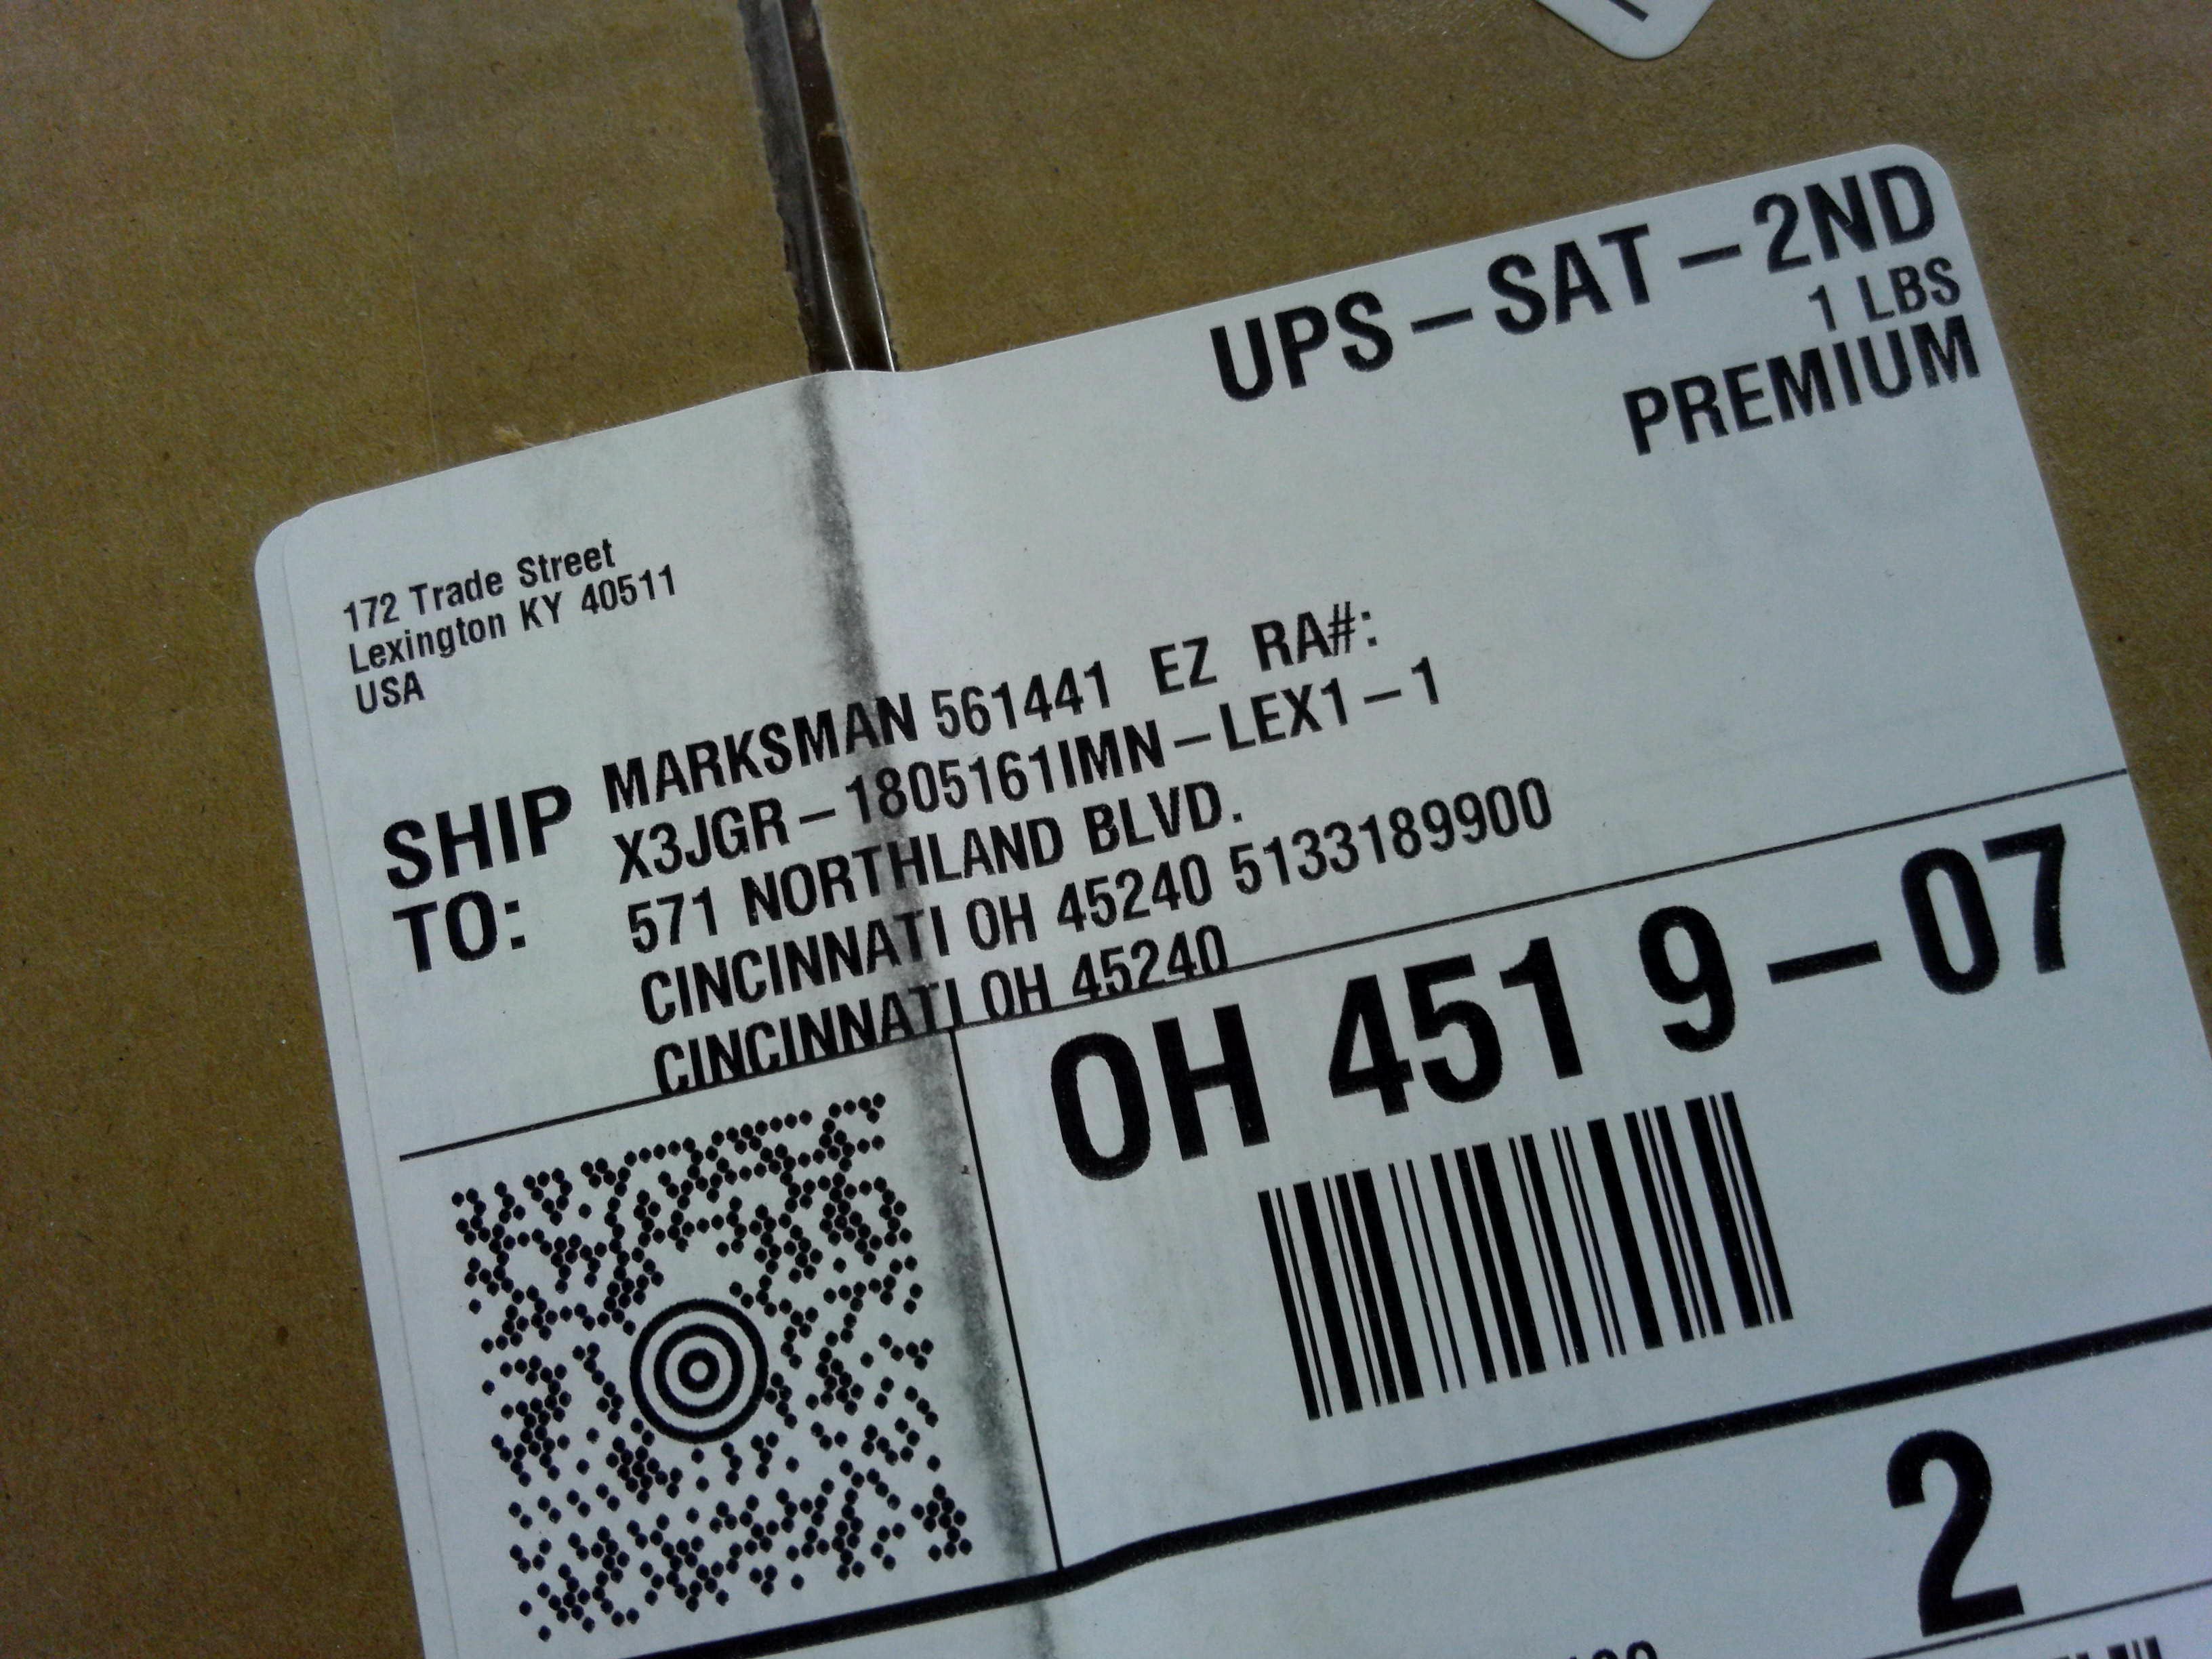 UPS-SAT-2ND
1 LBS
PREMIUM
172 Trade Street
Lexington KY 40511
USA
SHIP TO:
MARKSMAN 561441 EZ RA#:
X3JGR-1805161IMN-LEX1-1
571 NORTHLAND BLVD.
CINCINNATI OH 45240 5133189900
CINCINNATI OH 45240
OH 451 9-07
2